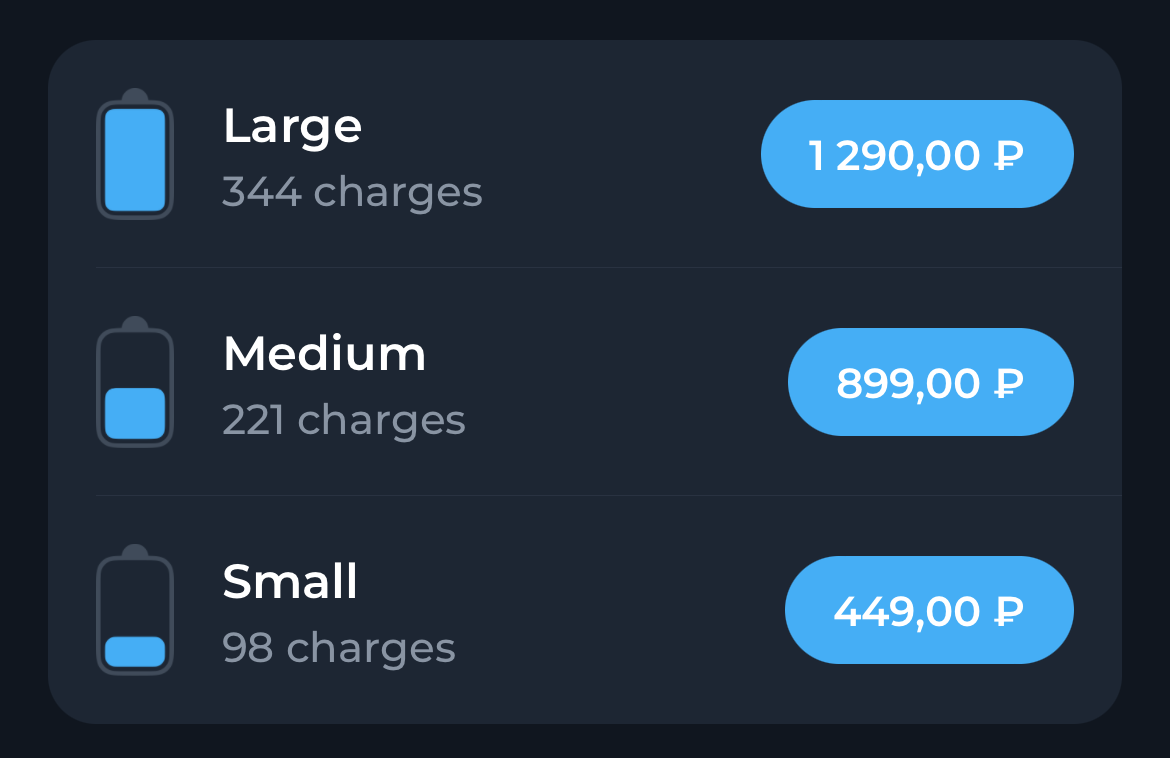 Large
344 charges
1 290,00 ₽
Medium
221 charges
899,00 ₽
Small
98 charges
449,00 ₽